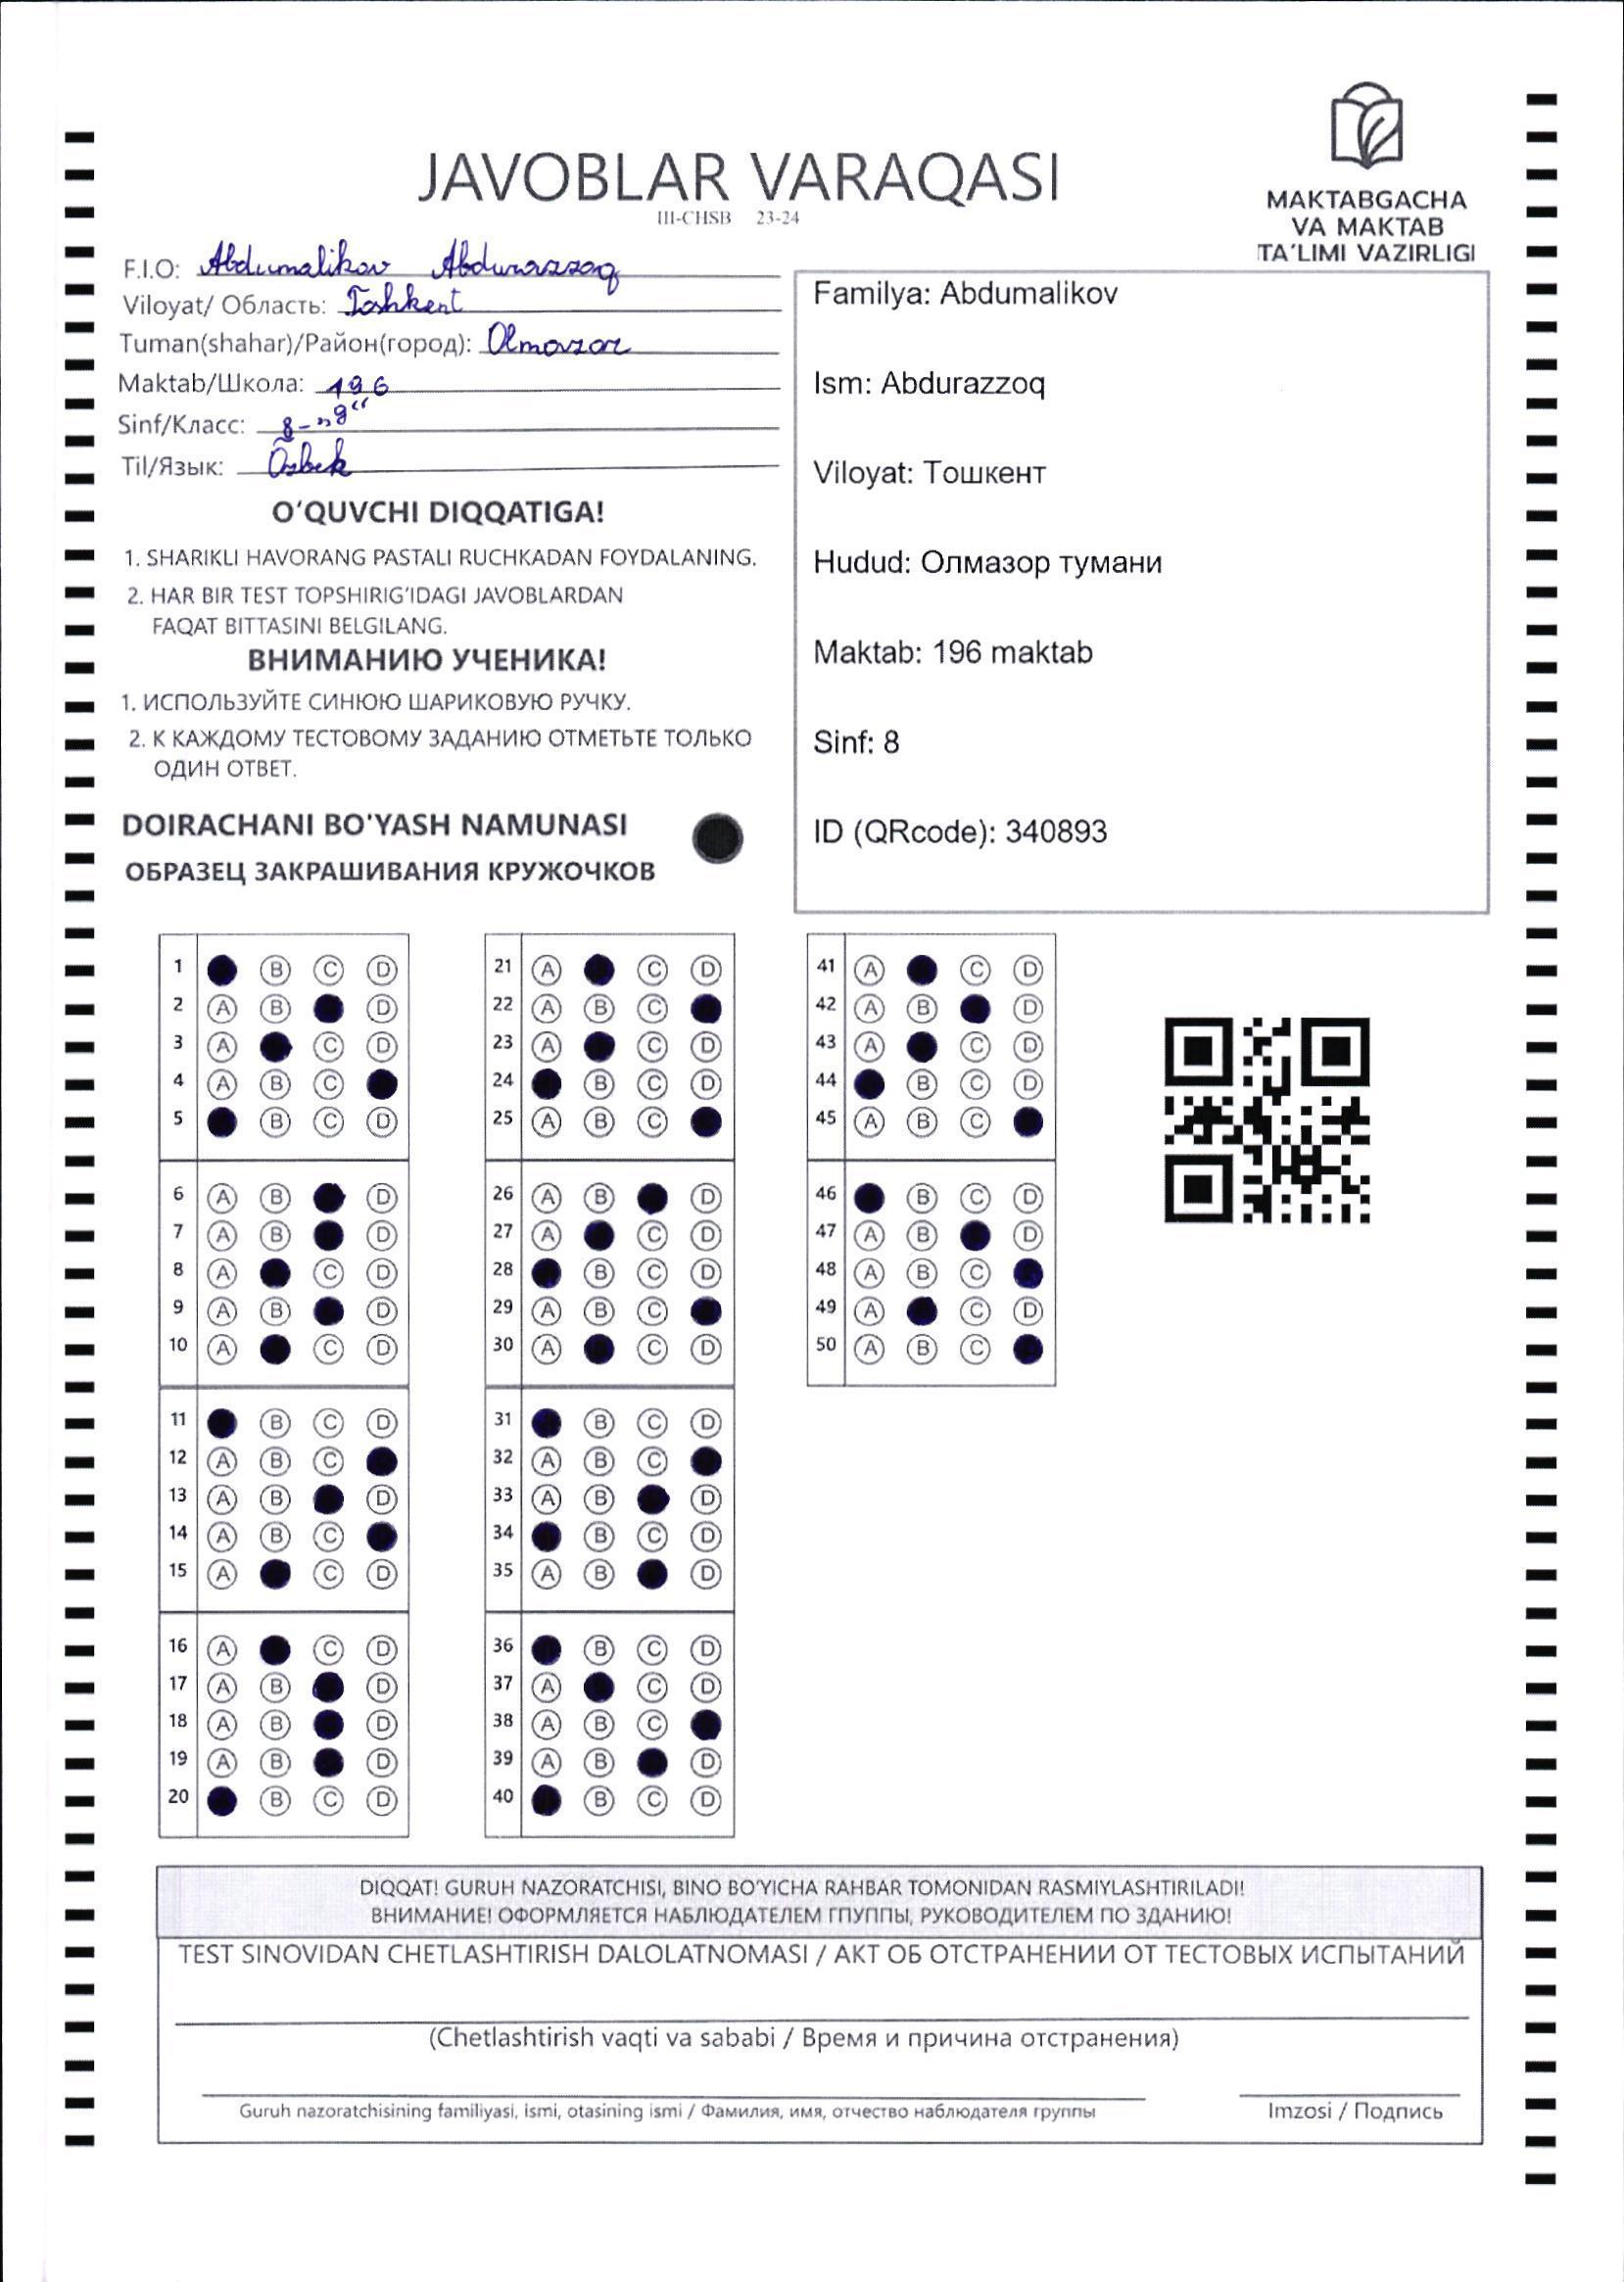 JAVOBLAR VARAQASI
III-CHSB 23-24
MAKTABGACHA
VA MAKTAB
TA'LIMI VAZIRLIGI
F.I.O: Abdumalikov Abdurazzoq
Viloyat/ Область: Toshkent
Tuman(shahar)/Район(город): Olmazor
Maktab/Школа: 196
Sinf/Класс: 8-"g"
Til/Язык: Ozbek
O'QUVCHI DIQQATIGA!
1. SHARIKLI HAVORANG PASTALI RUCHKADAN FOYDALANING.
2. HAR BIR TEST TOPSHIRIG'IDAGI JAVOBLARDAN
FAQAT BITTASINI BELGILANG.
ВНИМАНИЮ УЧЕНИКА!
1. ИСПОЛЬЗУЙТЕ СИНЮЮ ШАРИКОВУЮ РУЧКУ.
2. К КАЖДОМУ ТЕСТОВОМУ ЗАДАНИЮ ОТМЕТЬТЕ ТОЛЬКО
ОДИН ОТВЕТ.
DOIRACHANI BO'YASH NAMUNASI
ОБРАЗЕЦ ЗАКРАШИВАНИЯ КРУЖОЧКОВ
Familya: Abdumalikov
Ism: Abdurazzoq
Viloyat: Тошкент
Hudud: Олмазор тумани
Maktab: 196 maktab
Sinf: 8
ID (QRcode): 340893
1 B C D
2 A B D
3 A C D
4 A B C
5 B C D
6 A B D
7 A B D
8 A C D
9 A B D
10 A C D
11 B C D
12 A B C
13 A B D
14 A B C
15 A C D
16 A C D
17 A B D
18 A B D
19 A B D
20 B C D
21 A C D
22 A B C
23 A C D
24 B C D
25 A B C
26 A B D
27 A C D
28 B C D
29 A B C
30 A C D
31 B C D
32 A B C
33 A B D
34 B C D
35 A B D
36 B C D
37 A C D
38 A B C
39 A B D
40 B C D
41 A C D
42 A B D
43 A C D
44 B C D
45 A B C
46 B C D
47 A B D
48 A B C
49 A C D
50 A B C
DIQQAT! GURUH NAZORATCHISI, BINO BO'YICHA RAHBAR TOMONIDAN RASMIYLASHTIRILADI!
ВНИМАНИЕ! ОФОРМЛЯЕТСЯ НАБЛЮДАТЕЛЕМ ГПУППЫ, РУКОВОДИТЕЛЕМ ПО ЗДАНИЮ!
TEST SINOVIDAN CHETLASHTIRISH DALOLATNOMASI / АКТ ОБ ОТСТРАНЕНИИ ОТ ТЕСТОВЫХ ИСПЫТАНИЙ
(Chetlashtirish vaqti va sababi / Время и причина отстранения)
Guruh nazoratchisining familiyasi, ismi, otasining ismi / Фамилия, имя, отчество наблюдателя группы
Imzosi / Подпись